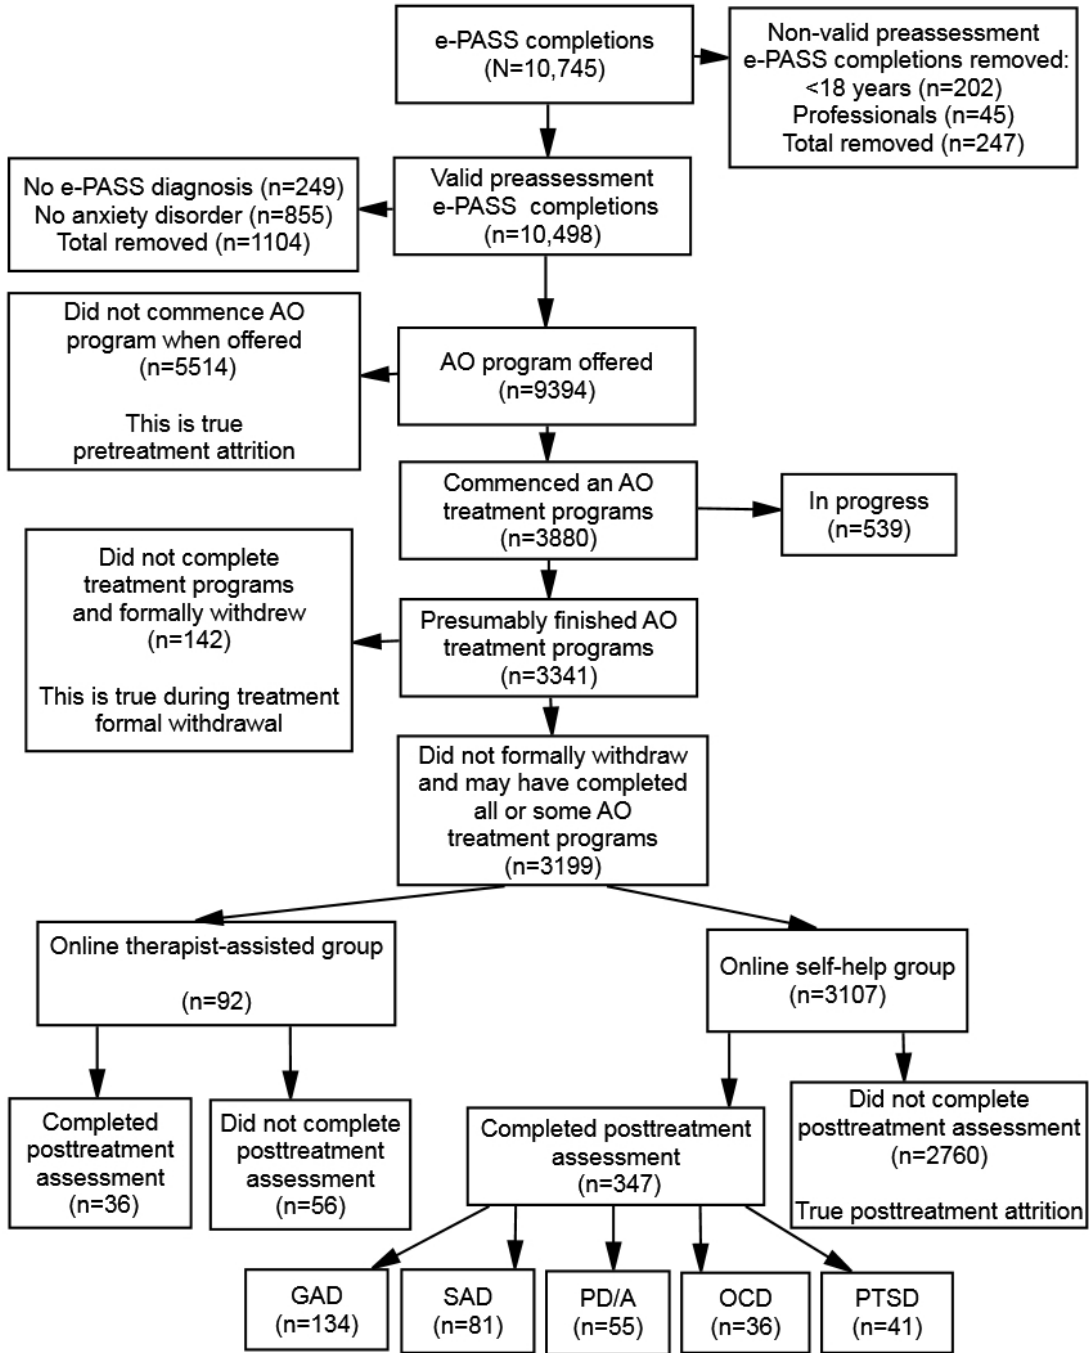 e-PASS completions
(N=10,745)
Non-valid preassessment
e-PASS completions removed:
<18 years (n=202)
Professionals (n=45)
Total removed (n=247)
No e-PASS diagnosis (n=249)
No anxiety disorder (n=855)
Total removed (n=1104)
Valid preassessment
e-PASS completions
(n=10,498)
Did not commence AO
program when offered
(n=5514)
This is true
pretreatment attrition
AO program offered
(n=9394)
Commenced an AO
treatment programs
(n=3880)
In progress
(n=539)
Did not complete
treatment programs
and formally withdrew
(n=142)
This is true during treatment
formal withdrawal
Presumably finished AO
treatment programs
(n=3341)
Did not formally withdraw
and may have completed
all or some AO
treatment programs
(n=3199)
Online therapist-assisted group
(n=92)
Online self-help group
(n=3107)
Completed
posttreatment
assessment
(n=36)
Did not complete
posttreatment
assessment
(n=56)
Completed posttreatment
assessment
(n=347)
Did not complete
posttreatment assessment
(n=2760)
True posttreatment attrition
GAD
(n=134)
SAD
(n=81)
PD/A
(n=55)
OCD
(n=36)
PTSD
(n=41)